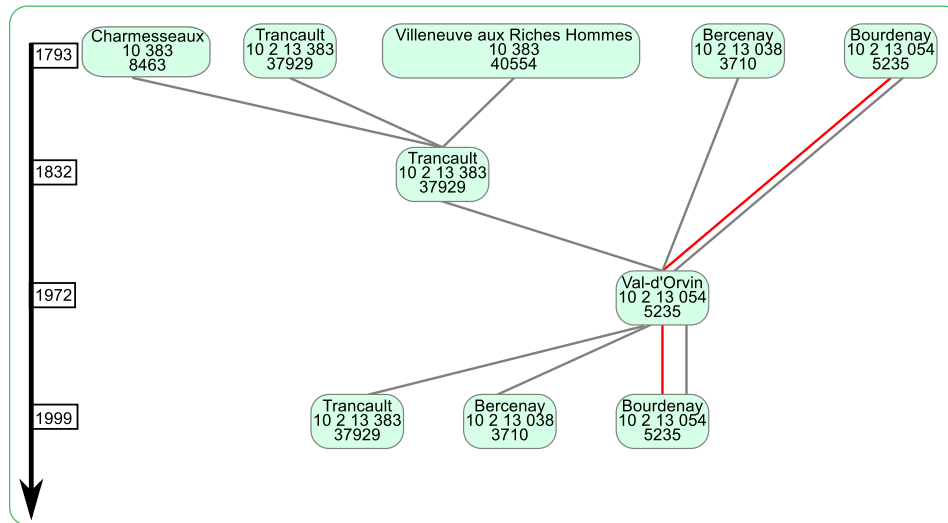 1793
Charmesseaux
10 383
8463
Trancault
10 2 13 383
37929
Villeneuve aux Riches Hommes
10 383
40554
Bercenay
10 2 13 038
3710
Bourdenay
10 2 13 054
5235
1832
Trancault
10 2 13 383
37929
1972
Val-d'Orvin
10 2 13 054
5235
1999
Trancault
10 2 13 383
37929
Bercenay
10 2 13 038
3710
Bourdenay
10 2 13 054
5235